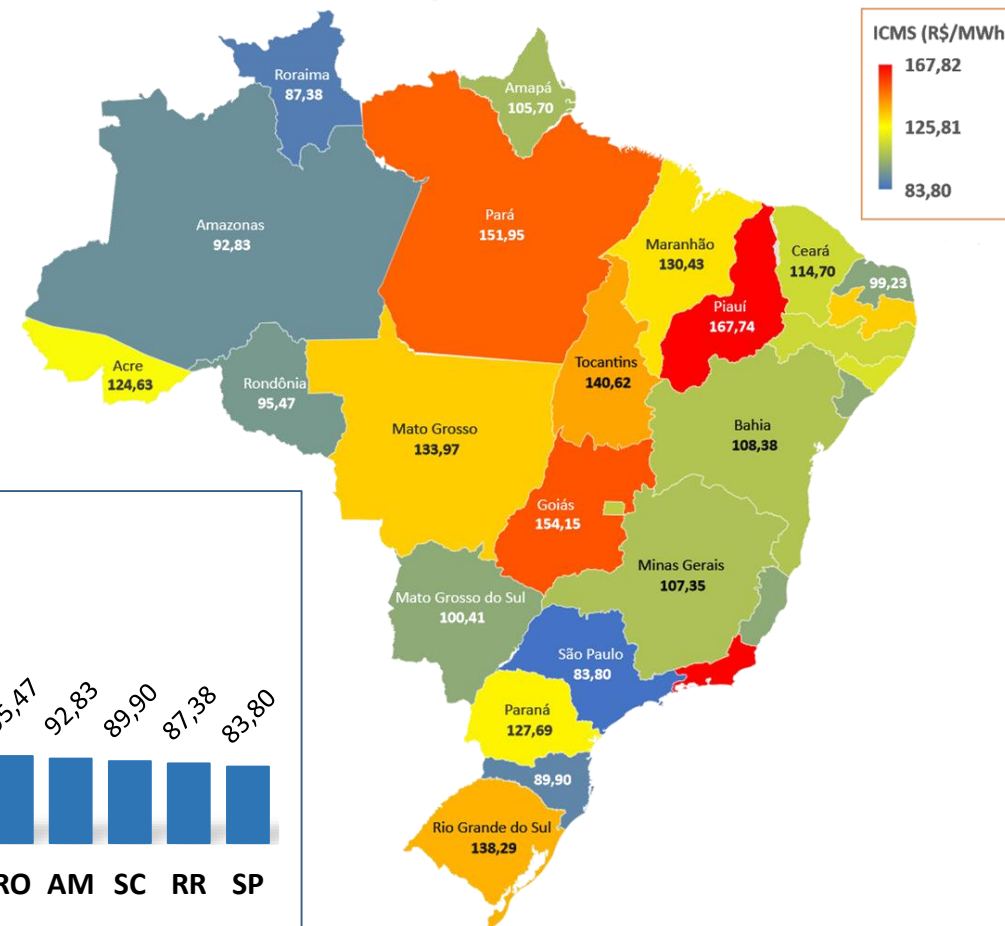 ICMS (R$/MWh
167,82
125,81
83,80
Roraima
87,38
Amapá
105,70
Amazonas
92,83
Pará
151,95
Maranhão
130,43
Ceará
114,70
99,23
Piauí
167,74
Acre
124,63
Rondônia
95,47
Tocantins
140,62
Mato Grosso
133,97
Bahia
108,38
Goiás
154,15
Minas Gerais
107,35
Mato Grosso do Sul
100,41
São Paulo
83,80
Paraná
127,69
89,90
Rio Grande do Sul
138,29
5,47 92,83 89,90 87,38 83,80
RO AM SC RR SP